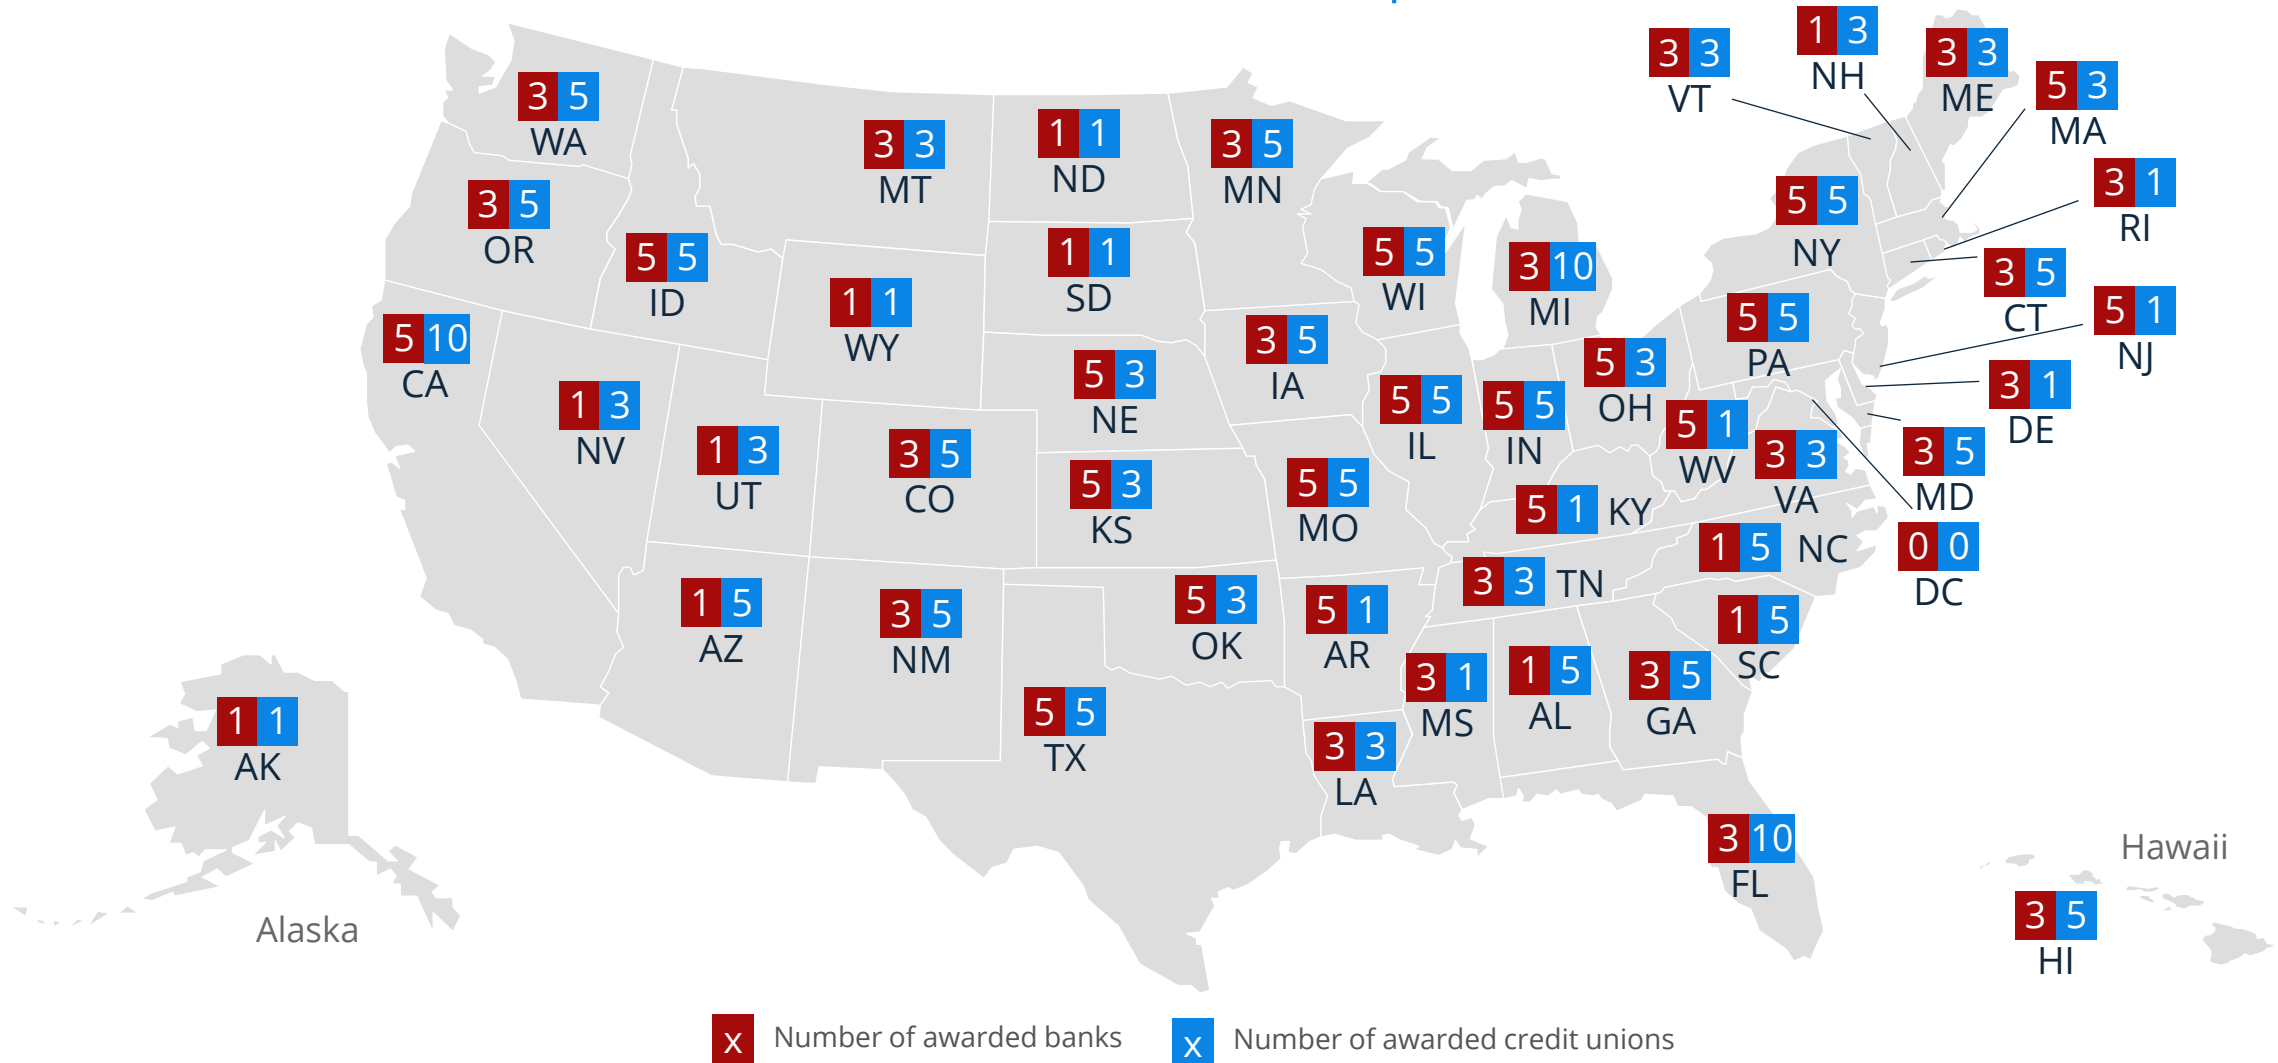 1 3
NH
3 3
VT
3 3
ME
5 3
MA
3 5
WA
3 3
MT
1 1
ND
3 5
MN
3 1
RI
3 5
OR
5 5
NY
5 5
ID
1 1
SD
5 5
WI
3 10
MI
3 5
CT
1 1
WY
5 5
PA
5 1
NJ
5 10
CA
3 5
IA
5 3
OH
5 3
NE
3 1
DE
1 3
NV
5 5
IL
5 5
IN
5 1
WV
1 3
UT
3 5
CO
3 3
VA
3 5
MD
5 3
KS
5 5
MO
5 1 KY
1 5 NC
0 0
DC
3 3 TN
1 5
AZ
3 5
NM
5 3
OK
5 1
AR
1 5
SC
3 1
MS
1 5
AL
3 5
GA
1 1
AK
5 5
TX
3 3
LA
3 10
FL
Hawaii
3 5
HI
Alaska
x Number of awarded banks
x Number of awarded credit unions